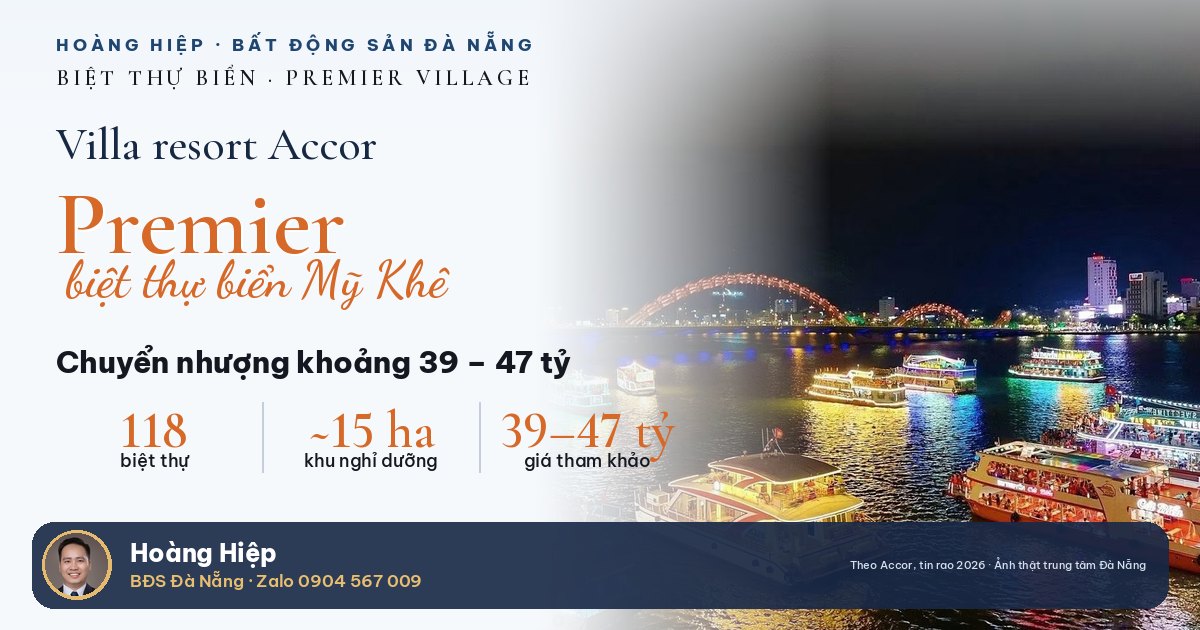 HOÀNG HIỆP · BẤT ĐỘNG SẢN ĐÀ NẴNG
BIỆT THỰ BIỂN · PREMIER VILLAGE
Villa resort Accor
Premier
biệt thự biển Mỹ Khê
Chuyển nhượng khoảng 39 – 47 tỷ
118
biệt thự
~15 ha
khu nghỉ dưỡng
39–47 tỷ
giá tham khảo
Hoàng Hiệp
BĐS Đà Nẵng · Zalo 0904 567 009
Theo Accor, tin rao 2026 · Ảnh thật trung tâm Đà Nẵng